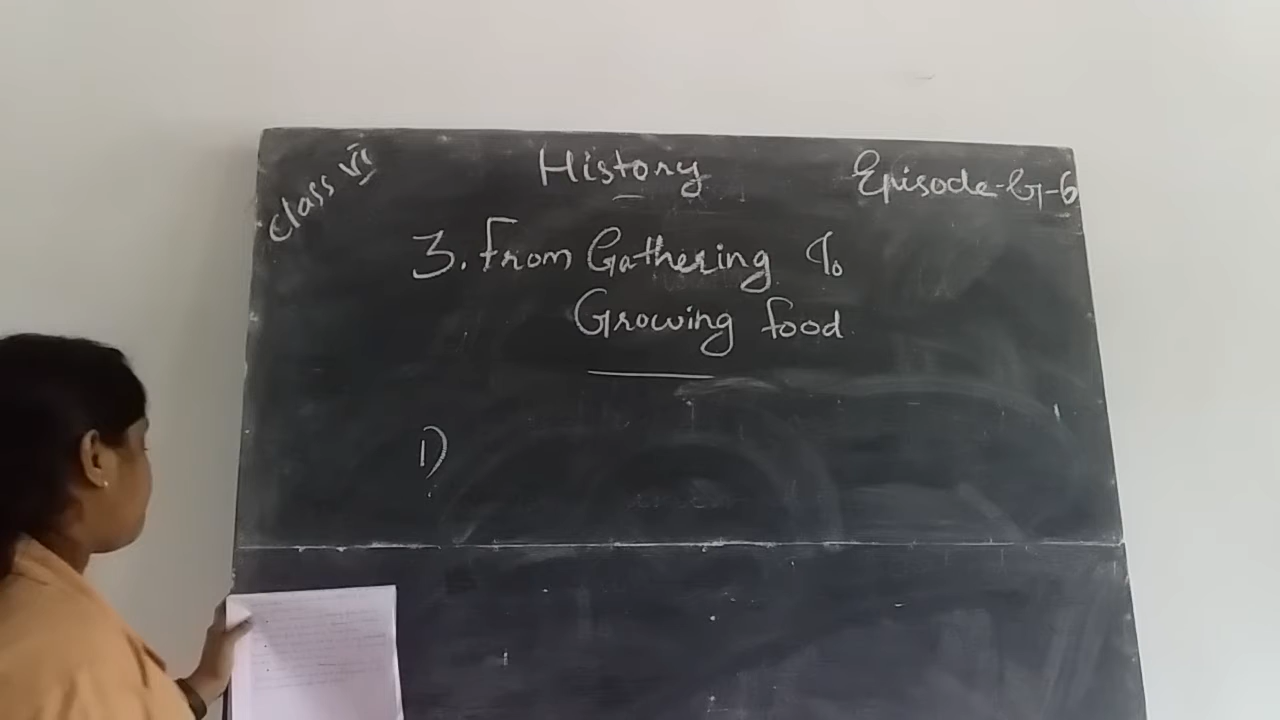 Class VI
History
Episode-G-6
3. From Gathering To
Growing food
1)